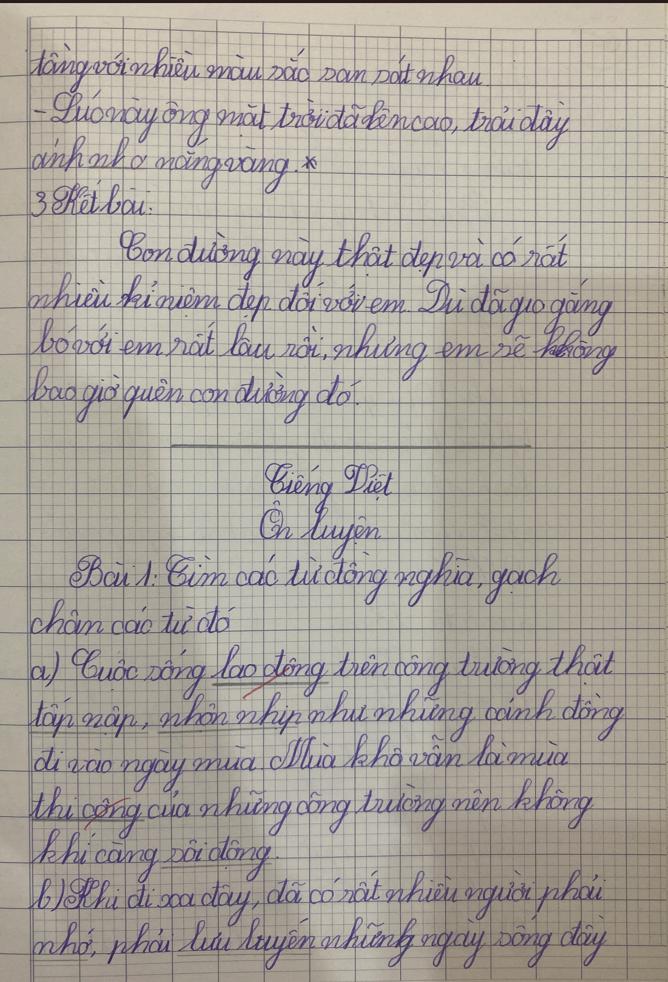 tầng với nhiều màu sắc san sát nhau
- Lúc này ông mặt trời đã lên cao, trải đầy
ánh nhơ nắng vàng. *
3 Kết bài:
Con đường này thật đẹp và có rất
nhiều kỉ niệm đẹp đối với em. Dù đã gắng
bó với em rất lâu rồi, nhưng em sẽ không
bao giờ quên con đường đó.
Tiếng Việt
Ôn luyện
Bài 1: Tìm các từ đồng nghĩa, gạch
chân các từ đó
a) Cuộc sống lao động trên công trường thật
tấp nập, nhộn nhịp như những cánh đồng
đi vào ngày mùa. Mùa khô vẫn là mùa
thi công của những công trường nên không
khí càng sôi động.
b) Khi đi xa đây, đã có rất nhiều người phải
nhớ, phải lưu luyến những ngày sống đầy